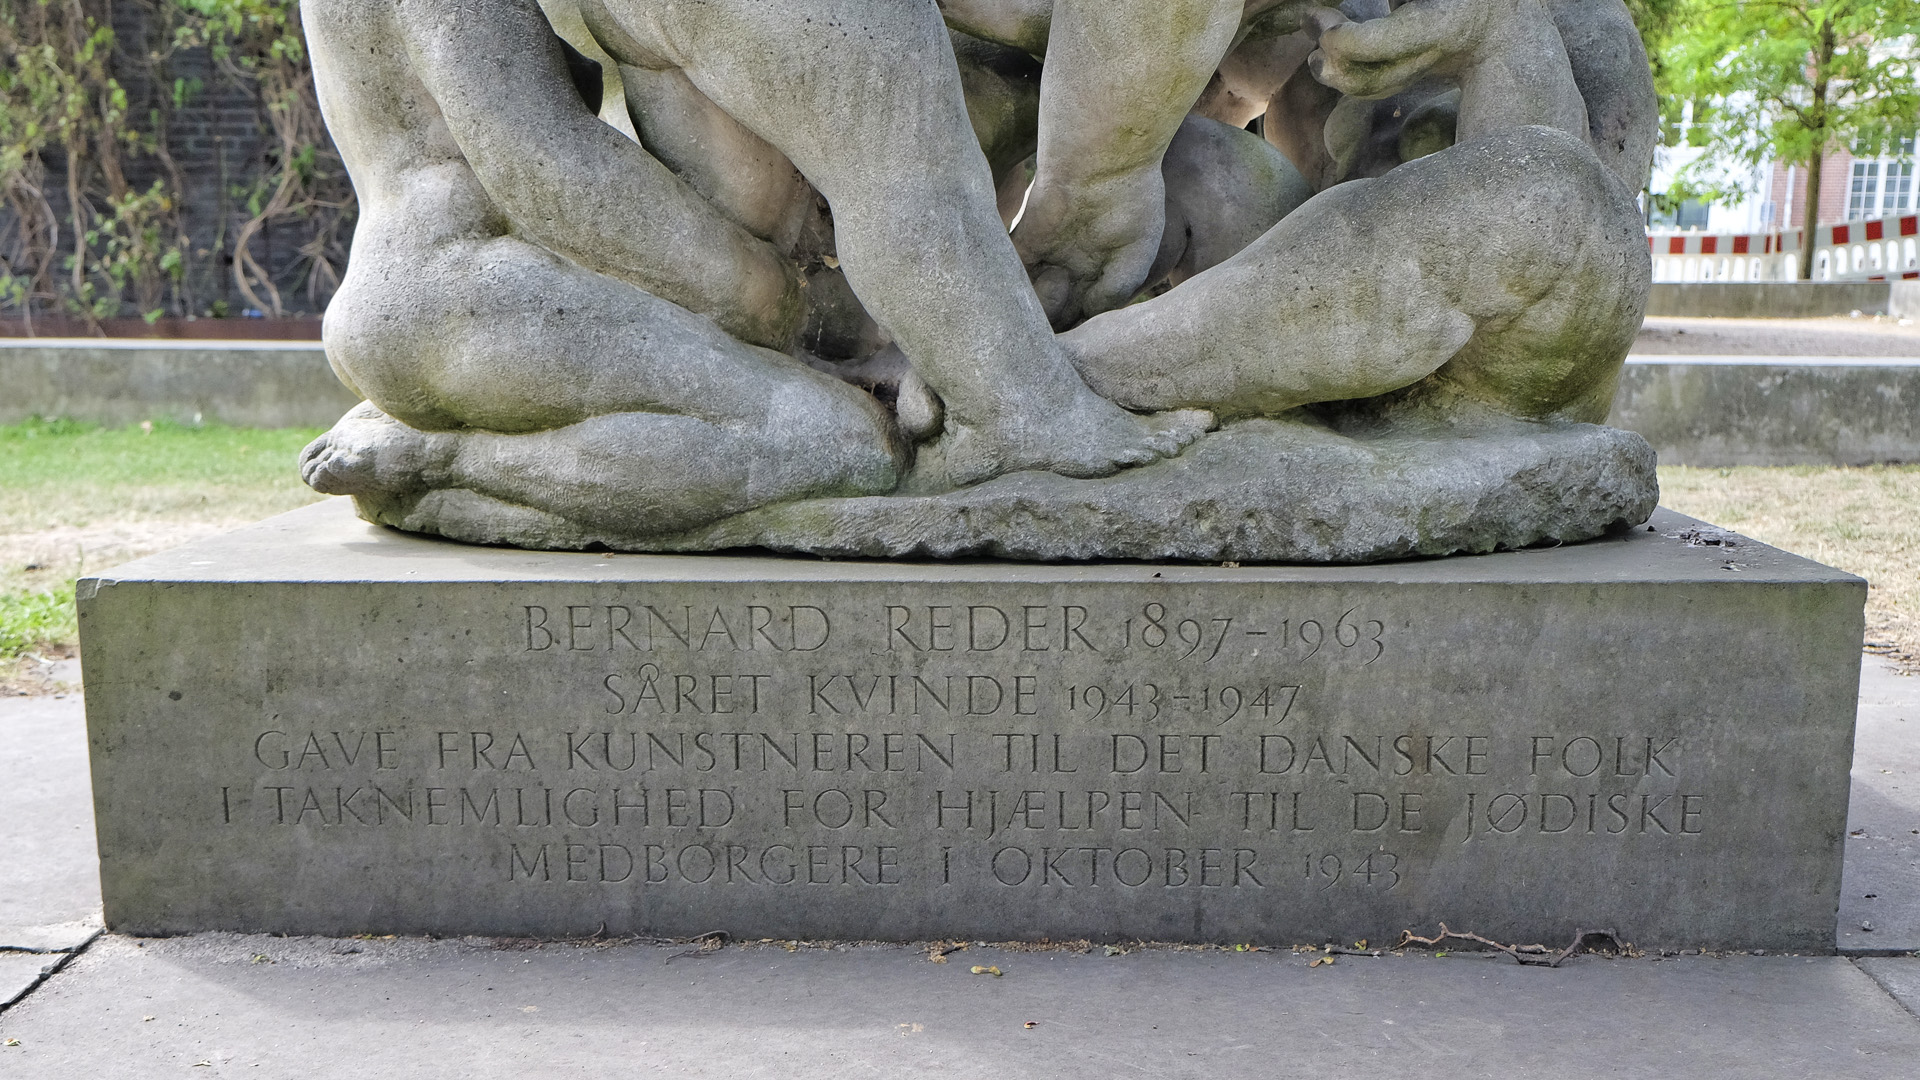 BERNARD REDER 1897-1963
SÅRET KVINDE 1943-1947
GAVE FRA KUNSTNEREN TIL DET DANSKE FOLK
I TAKNEMLIGHED FOR HJÆLPEN TIL DE JØDISKE
MEDBORGERE I OKTOBER 1943